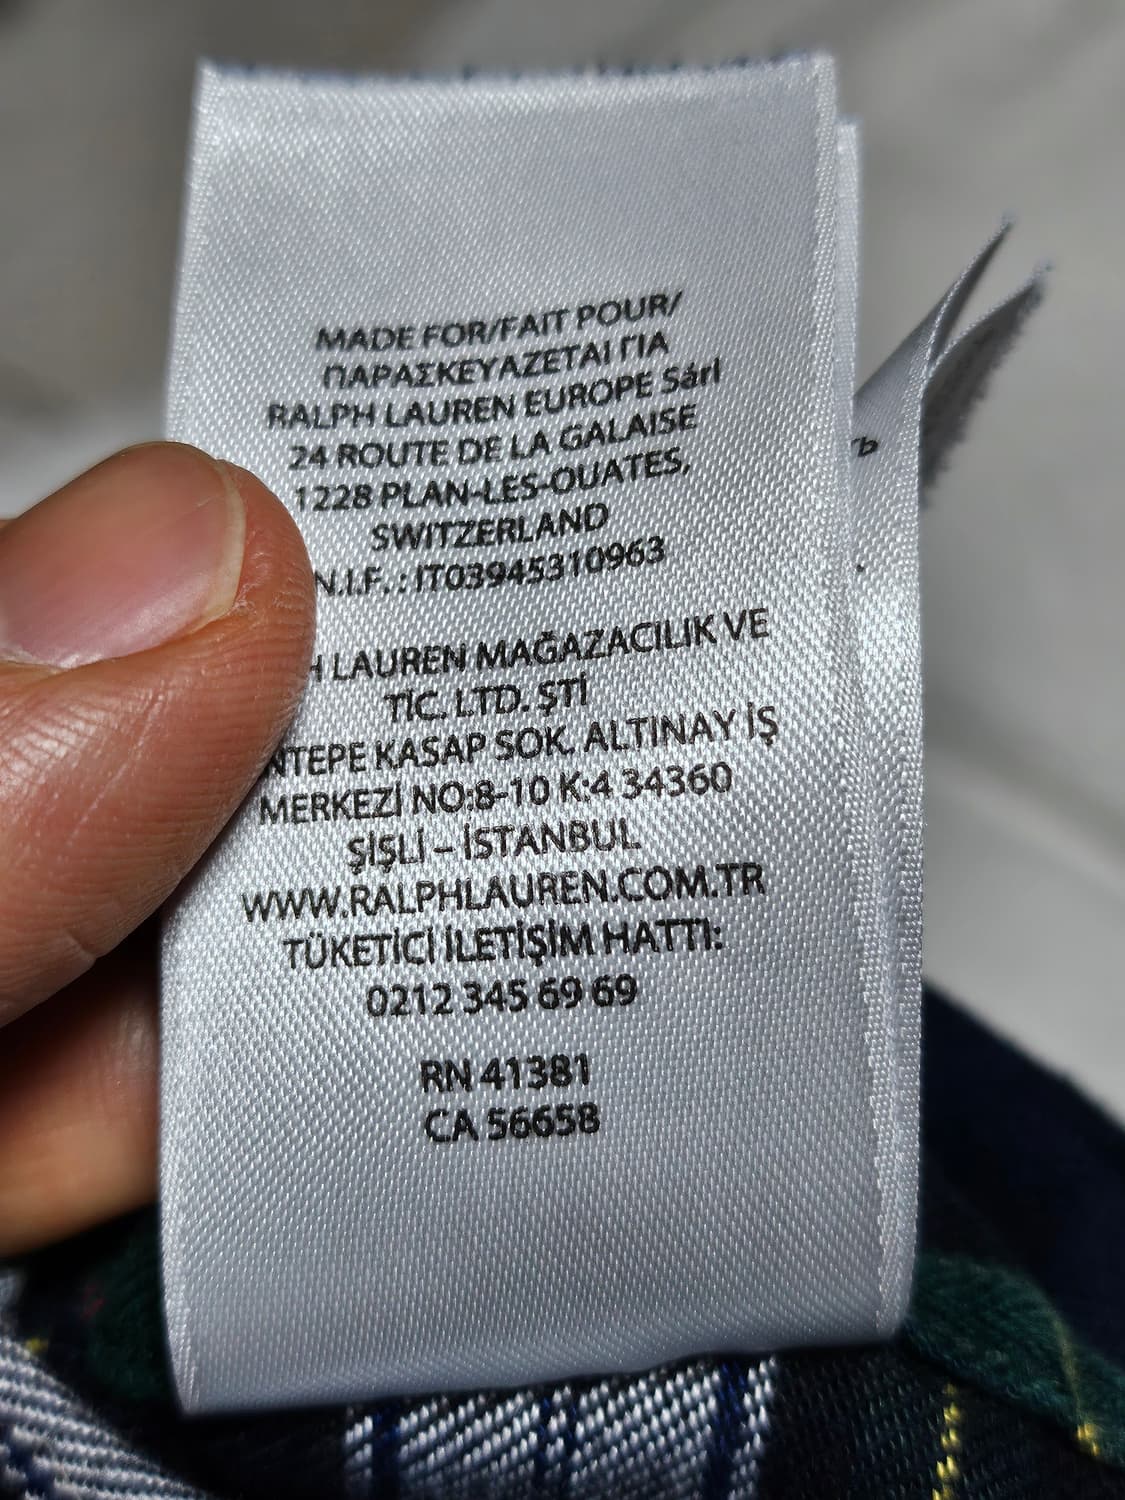 MADE FOR/FAIT POUR/
ΠΑΡΑΣΚΕΥΑΖΕΤΑΙ ΓΙΑ
RALPH LAUREN EUROPE Sárl
24 ROUTE DE LA GALAISE
1228 PLAN-LES-OUATES,
SWITZERLAND
N.I.F. : IT03945310963
H LAUREN MAĞAZACILIK VE
TİC. LTD. ŞTİ
NTEPE KASAP SOK. ALTINAY İŞ
MERKEZİ NO:8-10 K:4 34360
ŞİŞLİ – İSTANBUL
WWW.RALPHLAUREN.COM.TR
TÜKETİCİ İLETİŞİM HATTI:
0212 345 69 69
RN 41381
CA 56658